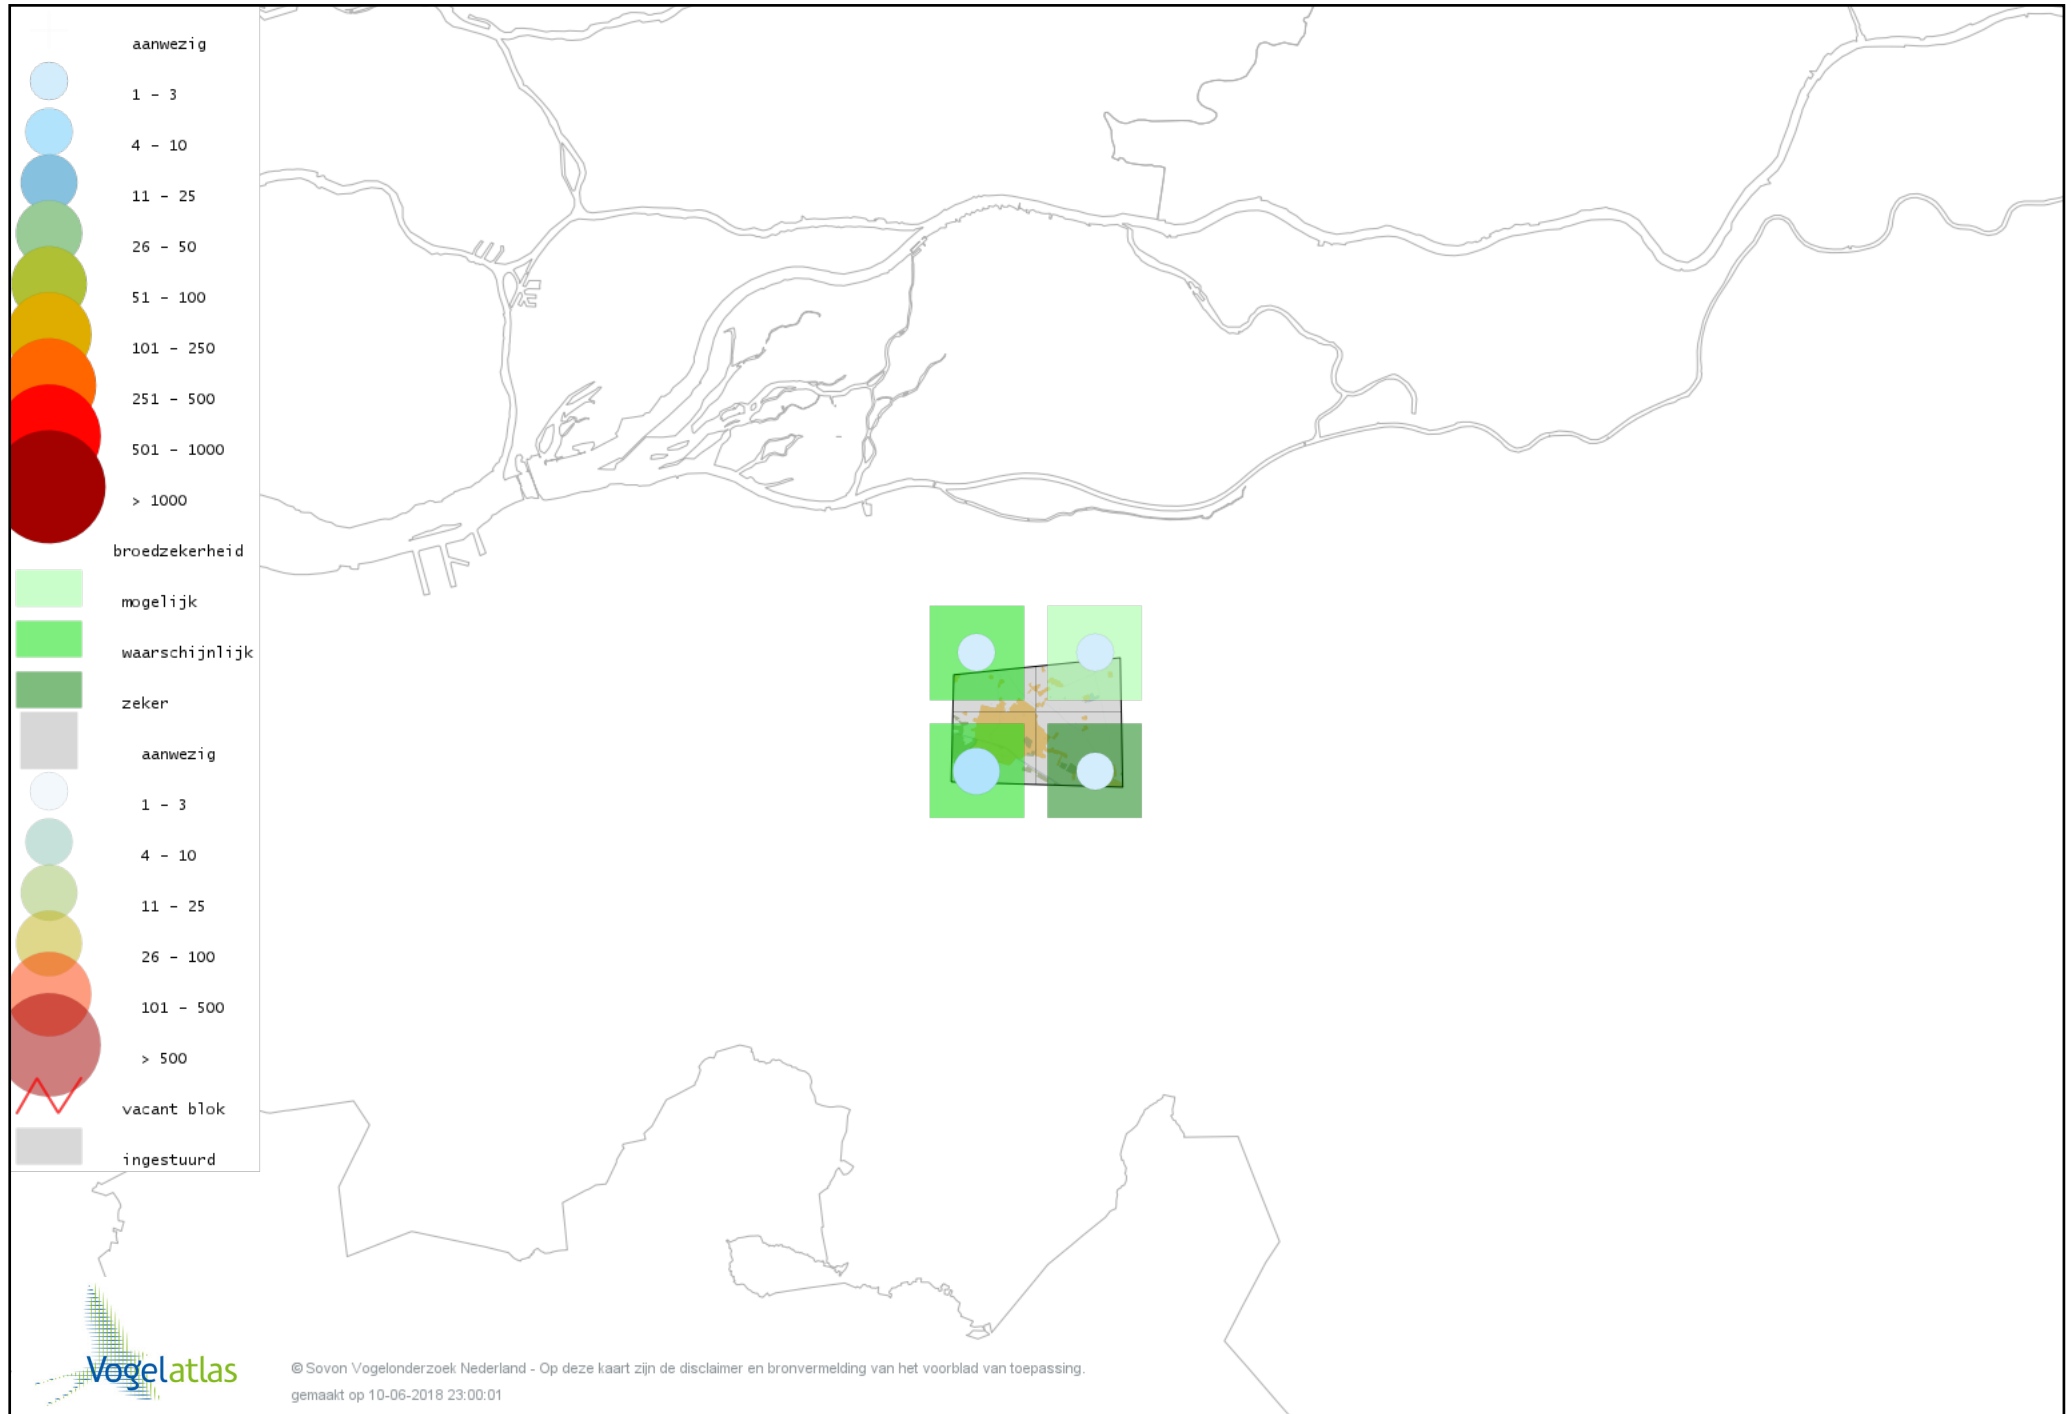 aanwezig
1 - 3
4 - 10
11 - 25
26 - 50
51 - 100
101 - 250
251 - 500
501 - 1000
> 1000
broedzekerheid
mogelijk
waarschijnlijk
zeker
aanwezig
1 - 3
4 - 10
11 - 25
26 - 100
101 - 500
> 500
vacant blok
ingestuurd
Vogelatlas
© Sovon Vogelonderzoek Nederland - Op deze kaart zijn de disclaimer en bronvermelding van het voorblad van toepassing.
gemaakt op 10-06-2018 23:00:01